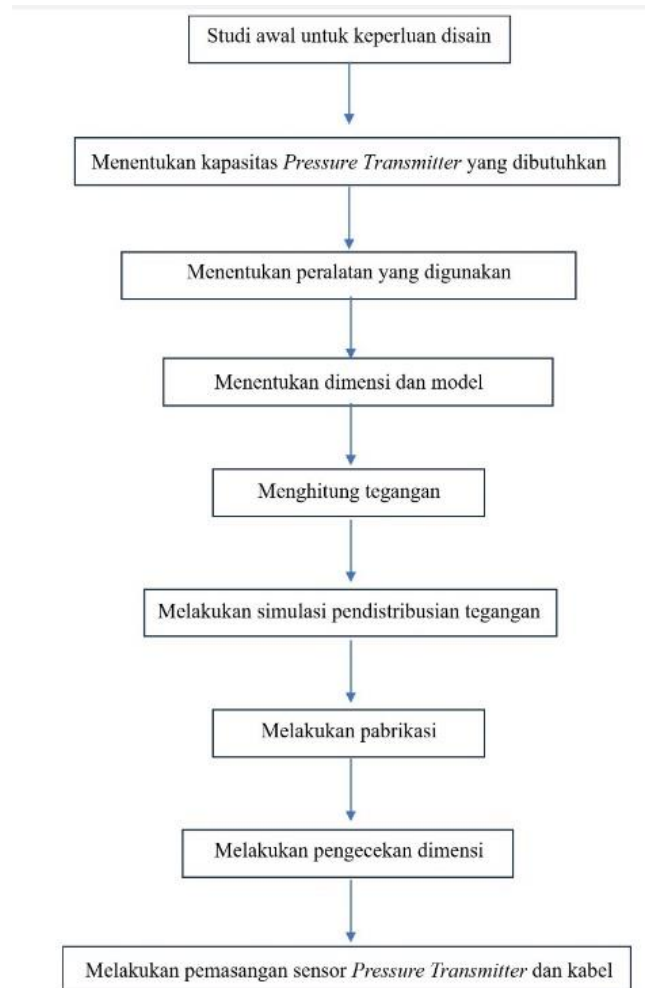 Studi awal untuk keperluan disain
Menentukan kapasitas Pressure Transmitter yang dibutuhkan
Menentukan peralatan yang digunakan
Menentukan dimensi dan model
Menghitung tegangan
Melakukan simulasi pendistribusian tegangan
Melakukan pabrikasi
Melakukan pengecekan dimensi
Melakukan pemasangan sensor Pressure Transmitter dan kabel